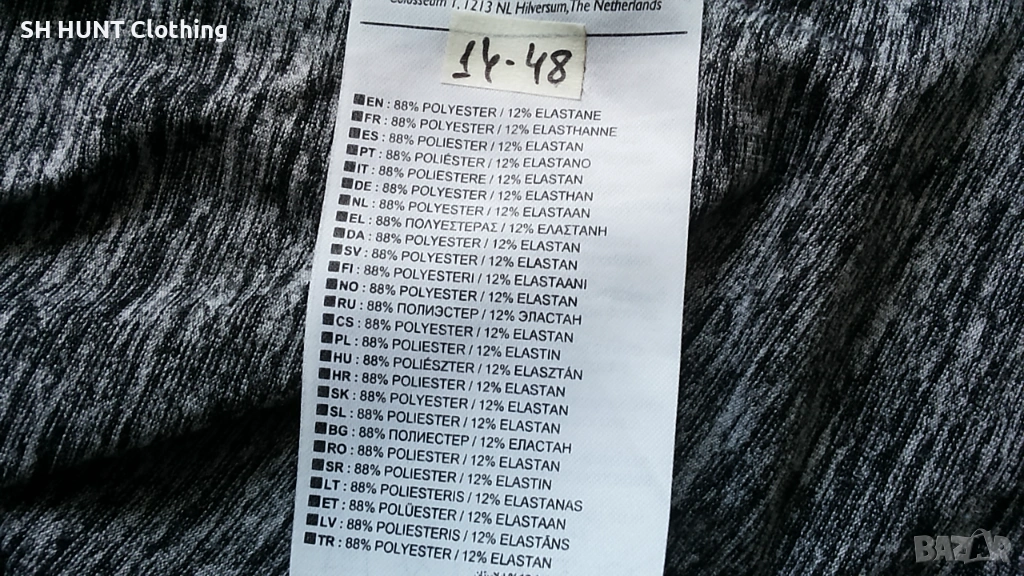 SH HUNT Clothing
Colosseum 1, 1213 NL Hilversum, The Netherlands
14-48
EN : 88% POLYESTER / 12% ELASTANE
FR : 88% POLYESTER / 12% ELASTHANNE
ES : 88% POLIESTER / 12% ELASTAN
PT : 88% POLIÉSTER / 12% ELASTANO
IT : 88% POLIESTERE / 12% ELASTAN
DE : 88% POLYESTER / 12% ELASTHAN
NL : 88% POLYESTER / 12% ELASTAAN
EL : 88% ΠΟΛΥΕΣΤΕΡΑΣ / 12% ΕΛΑΣΤΑΝΗ
DA : 88% POLYESTER / 12% ELASTAN
SV : 88% POLYESTER / 12% ELASTAN
FI : 88% POLYESTERI / 12% ELASTAANI
NO : 88% POLYESTER / 12% ELASTAN
RU : 88% ПОЛИЭСТЕР / 12% ЭЛАСТАН
CS : 88% POLYESTER / 12% ELASTAN
PL : 88% POLIESTER / 12% ELASTIN
HU : 88% POLIÉSZTER / 12% ELASZTÁN
HR : 88% POLIESTER / 12% ELASTAN
SK : 88% POLYESTER / 12% ELASTAN
SL : 88% POLIESTER / 12% ELASTAN
BG : 88% ПОЛИЕСТЕР / 12% ЕЛАСТАН
RO : 88% POLIESTER / 12% ELASTAN
SR : 88% POLIESTER / 12% ELASTIN
LT : 88% POLIESTERIS / 12% ELASTANAS
ET : 88% POLÜESTER / 12% ELASTAAN
LV : 88% POLIESTERIS / 12% ELASTĀNS
TR : 88% POLYESTER / 12% ELASTAN
BAZAR